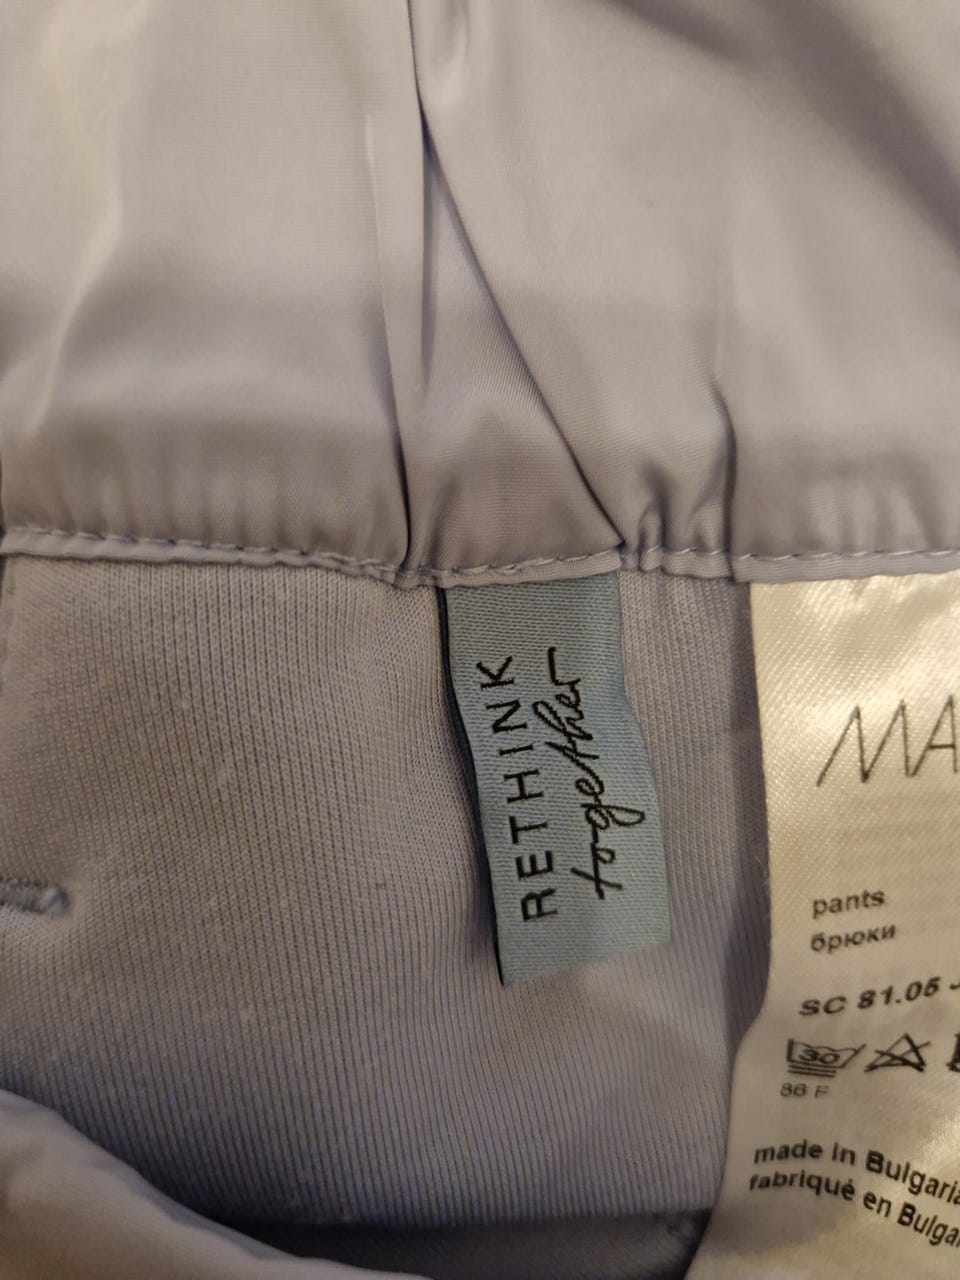 RETHINK
together
MA
pants
брюки
SC 81.05 J
30
86 F
made in Bulgaria
fabriqué en Bulga